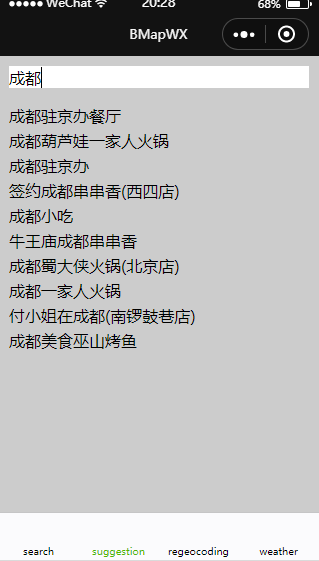 WeChat 20:28 68%
BMapWX
成都
成都驻京办餐厅
成都葫芦娃一家人火锅
成都驻京办
签约成都串串香(西四店)
成都小吃
牛王庙成都串串香
成都蜀大侠火锅(北京店)
成都一家人火锅
付小姐在成都(南锣鼓巷店)
成都美食巫山烤鱼
search suggestion regeocoding weather